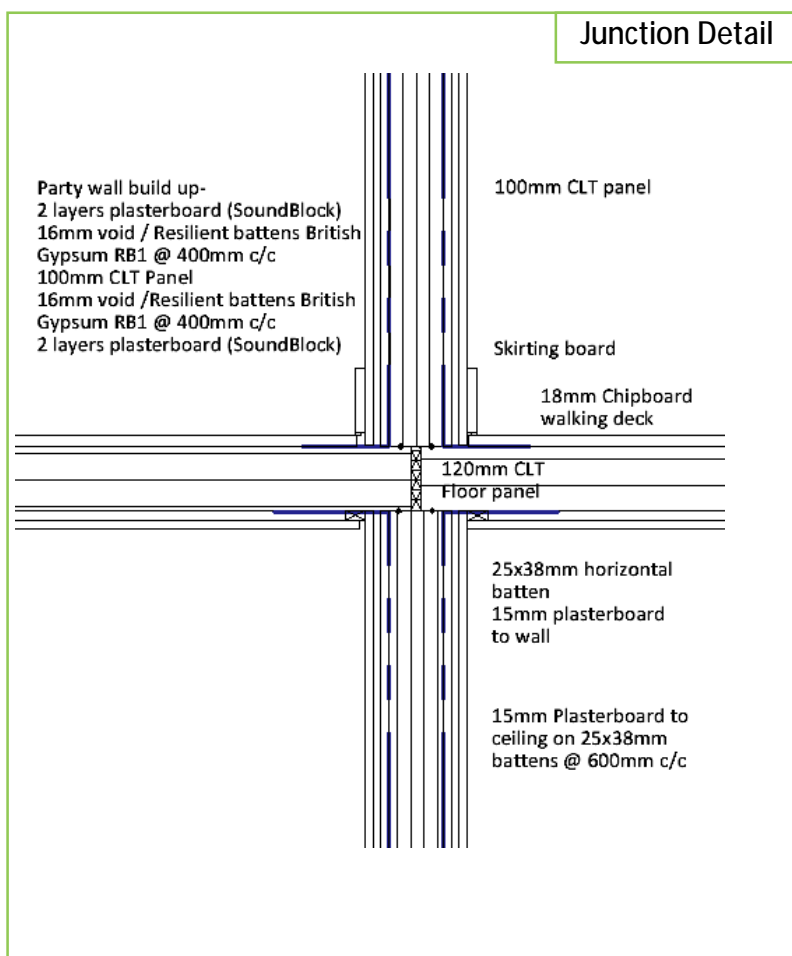 Junction Detail
Party wall build up-
2 layers plasterboard (SoundBlock)
16mm void / Resilient battens British
Gypsum RB1 @ 400mm c/c
100mm CLT Panel
16mm void /Resilient battens British
Gypsum RB1 @ 400mm c/c
2 layers plasterboard (SoundBlock)
100mm CLT panel
Skirting board
18mm Chipboard
walking deck
120mm CLT
Floor panel
25x38mm horizontal
batten
15mm plasterboard
to wall
15mm Plasterboard to
ceiling on 25x38mm
battens @ 600mm c/c